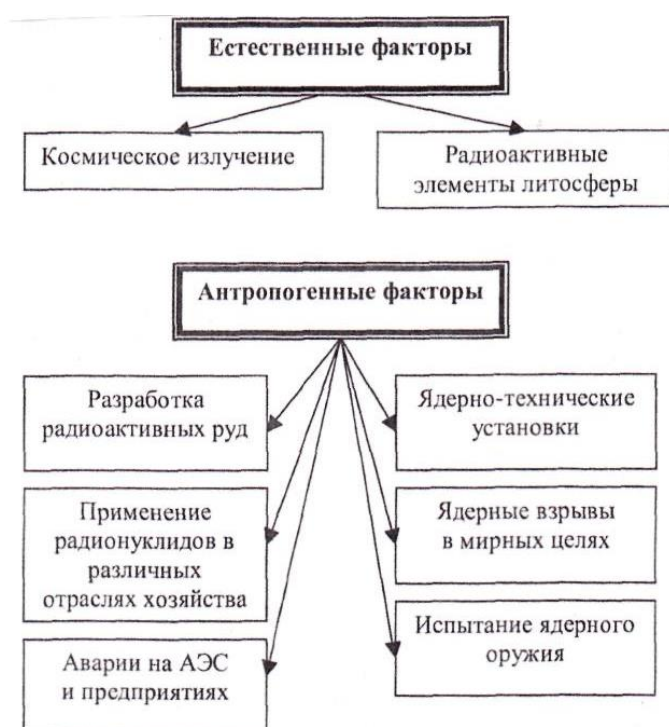 Естественные факторы
Космическое излучение
Радиоактивные
элементы литосферы
Антропогенные факторы
Разработка
радиоактивных руд
Ядерно-технические
установки
Применение
радионуклидов в
различных
отраслях хозяйства
Ядерные взрывы
в мирных целях
Аварии на АЭС
и предприятиях
Испытание ядерного
оружия